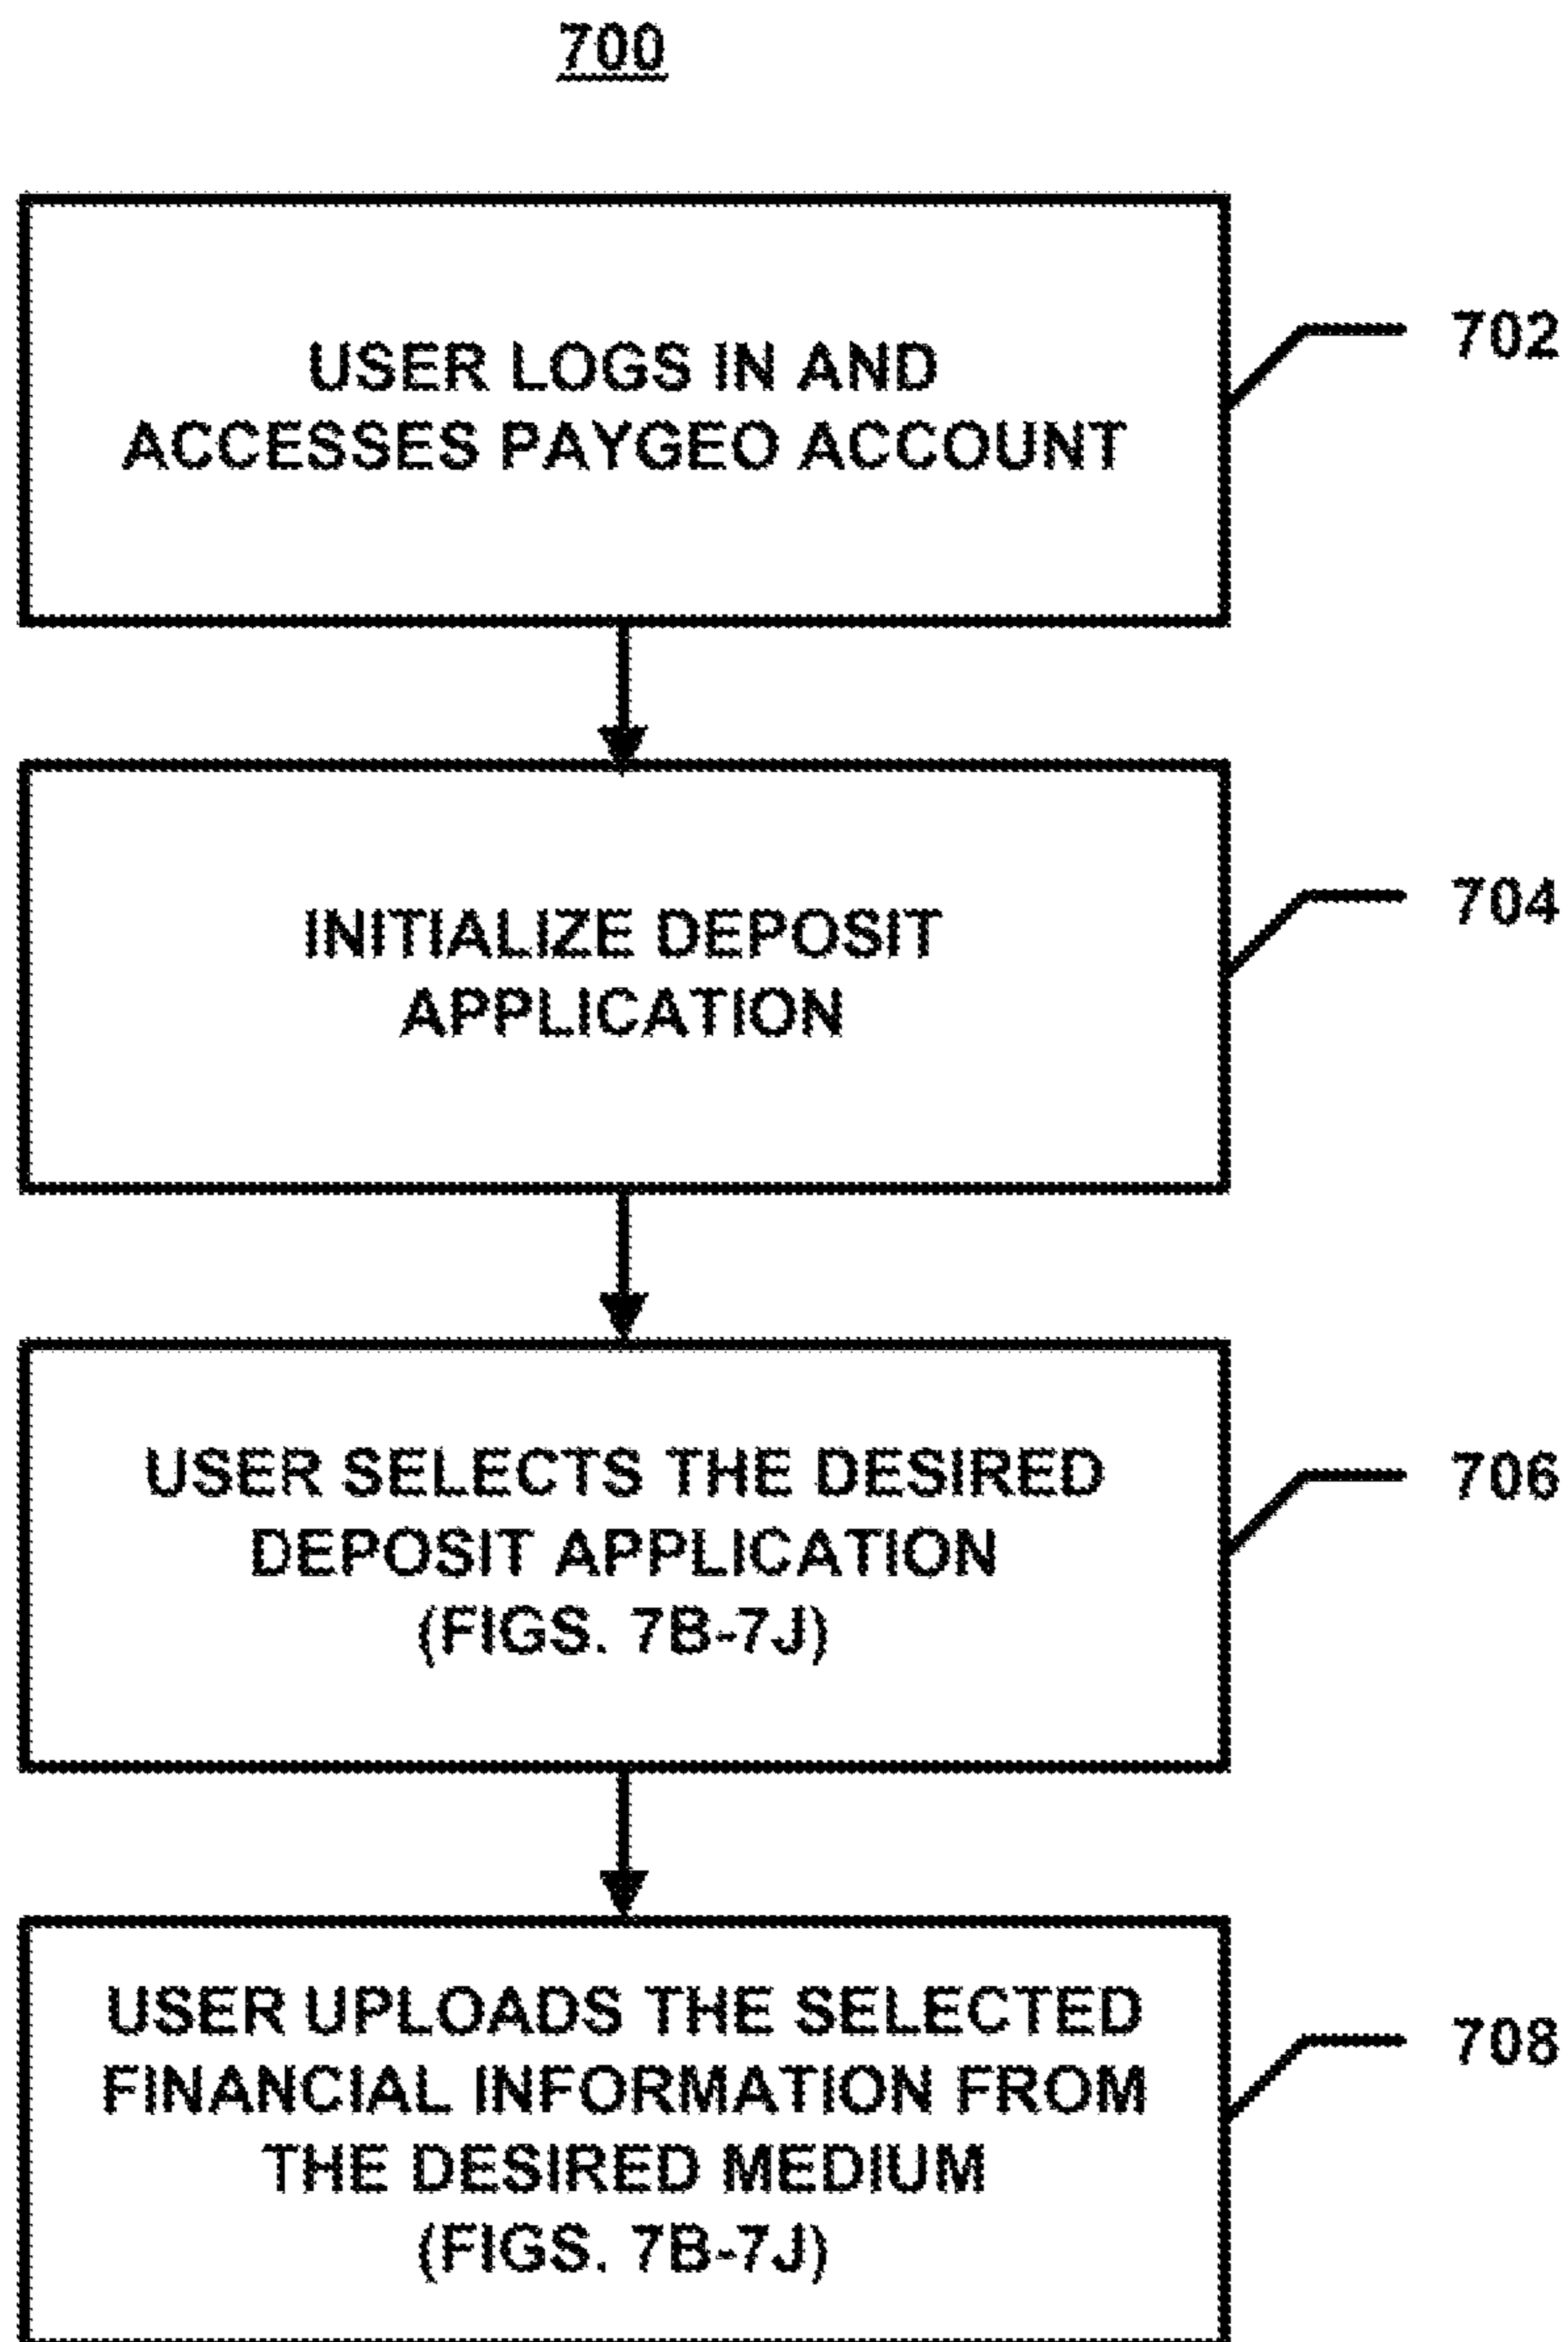 700
USER LOGS IN AND
ACCESSES PAYGEO ACCOUNT
702
INITIALIZE DEPOSIT
APPLICATION
704
USER SELECTS THE DESIRED
DEPOSIT APPLICATION
(FIGS. 7B-7J)
706
USER UPLOADS THE SELECTED
FINANCIAL INFORMATION FROM
THE DESIRED MEDIUM
(FIGS. 7B-7J)
708